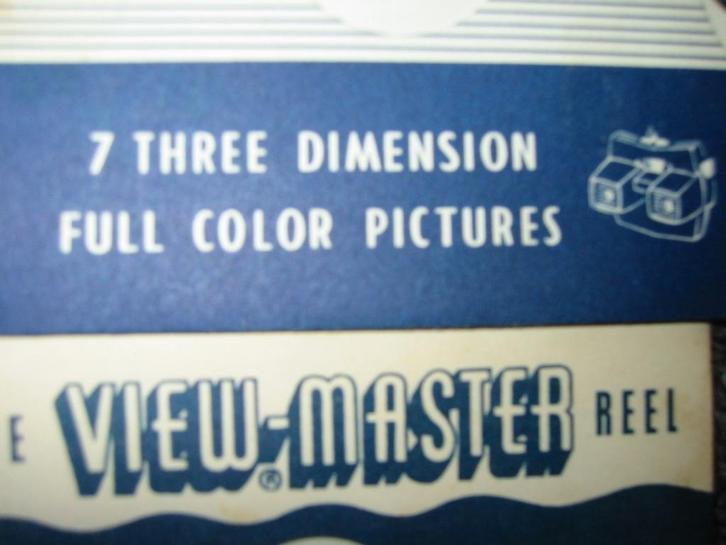 7 THREE DIMENSION
FULL COLOR PICTURES
E VIEW-MASTER® REEL